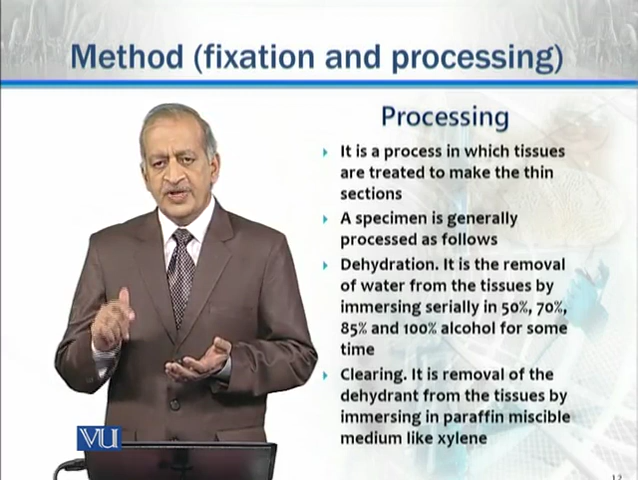 Method (fixation and processing)
Processing
It is a process in which tissues
are treated to make the thin
sections
A specimen is generally
processed as follows
Dehydration. It is the removal
of water from the tissues by
immersing serially in 50%, 70%,
85% and 100% alcohol for some
time
Clearing. It is removal of the
dehydrant from the tissues by
immersing in paraffin miscible
medium like xylene
VU